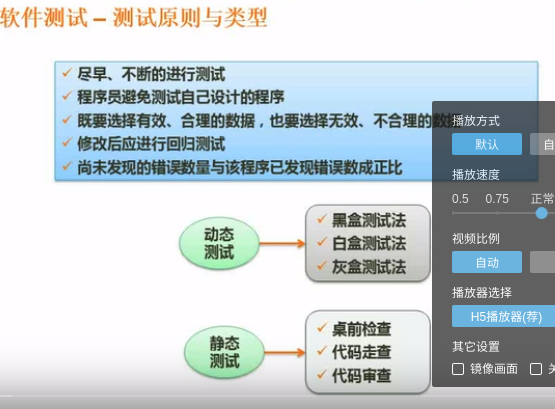 软件测试 – 测试原则与类型
尽早、不断的进行测试
程序员避免测试自己设计的程序
既要选择有效、合理的数据，也要选择无效、不合理的数据
修改后应进行回归测试
尚未发现的错误数量与该程序已发现错误数成正比
动态
测试
黑盒测试法
白盒测试法
灰盒测试法
静态
测试
桌前检查
代码走查
代码审查
播放方式
默认
自
播放速度
0.5 0.75 正常
视频比例
自动
播放器选择
H5播放器(荐)
其它设置
镜像画面 关